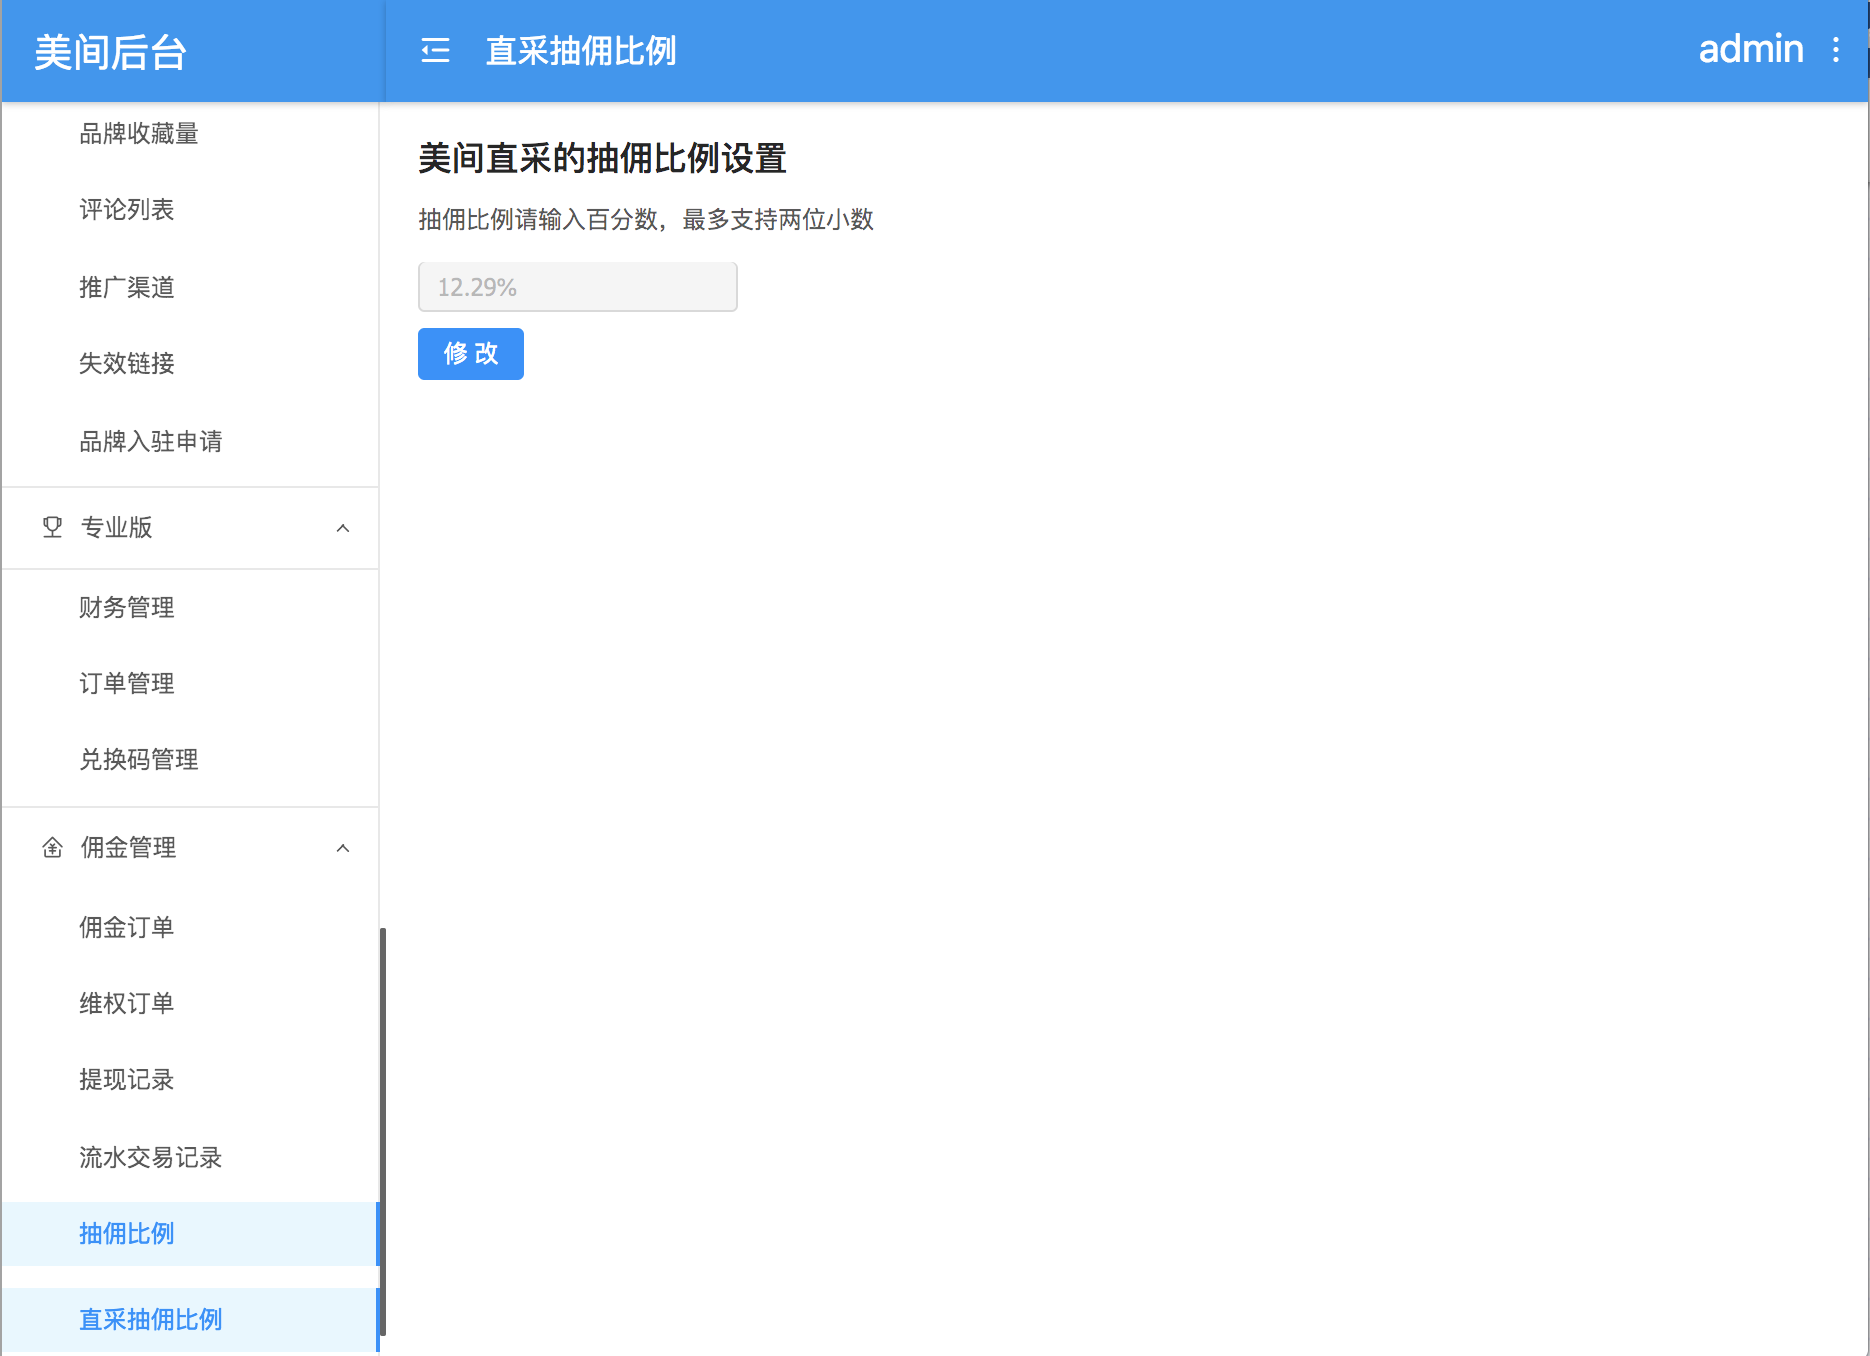 美间后台
直采抽佣比例
admin
品牌收藏量
评论列表
推广渠道
失效链接
品牌入驻申请
专业版
财务管理
订单管理
兑换码管理
佣金管理
佣金订单
维权订单
提现记录
流水交易记录
抽佣比例
直采抽佣比例
美间直采的抽佣比例设置
抽佣比例请输入百分数，最多支持两位小数
12.29%
修 改